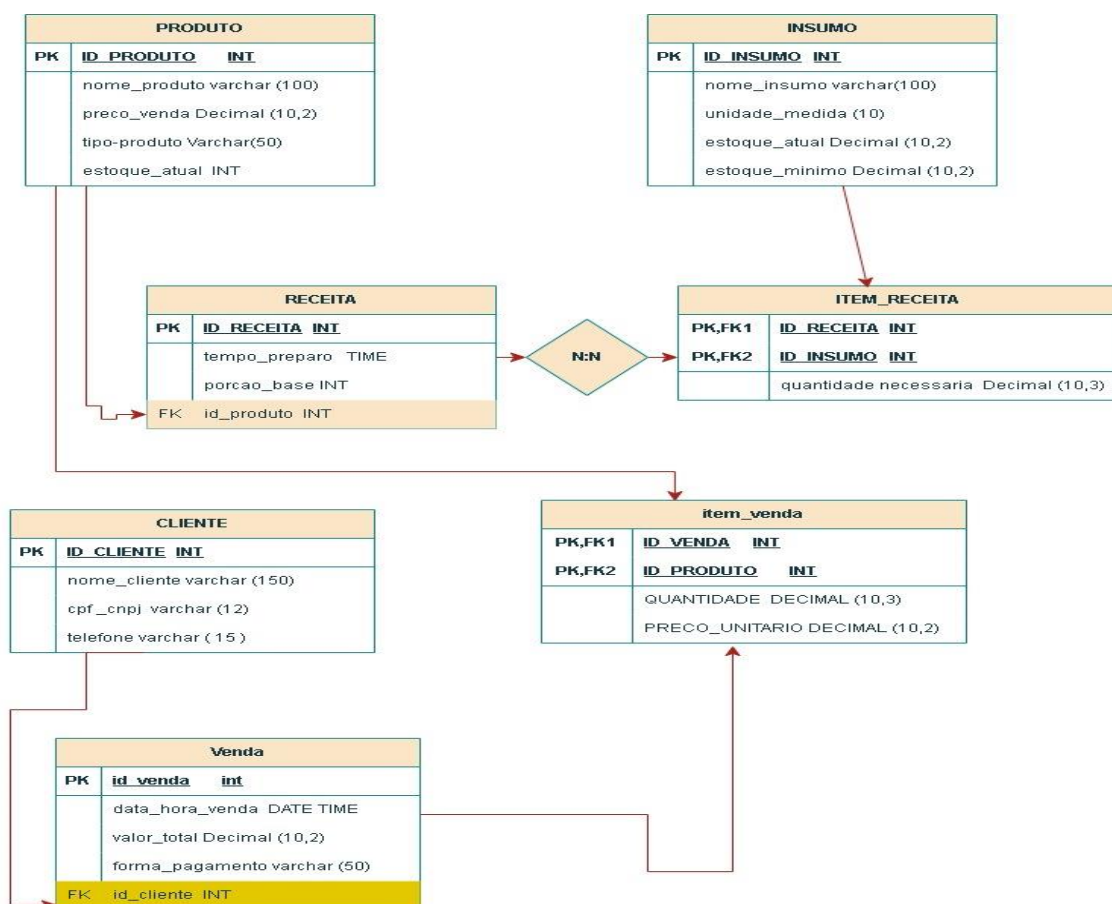 PRODUTO
PK ID_PRODUTO INT
nome_produto varchar (100)
preco_venda Decimal (10,2)
tipo-produto Varchar(50)
estoque_atual INT
INSUMO
PK ID_INSUMO INT
nome_insumo varchar(100)
unidade_medida (10)
estoque_atual Decimal (10,2)
estoque_minimo Decimal (10,2)
RECEITA
PK ID_RECEITA INT
tempo_preparo TIME
porcao_base INT
FK id_produto INT
N:N
ITEM_RECEITA
PK,FK1 ID_RECEITA INT
PK,FK2 ID_INSUMO INT
quantidade necessaria Decimal (10,3)
CLIENTE
PK ID_CLIENTE INT
nome_cliente varchar (150)
cpf_cnpj varchar (12)
telefone varchar ( 15 )
item_venda
PK,FK1 ID_VENDA INT
PK,FK2 ID_PRODUTO INT
QUANTIDADE DECIMAL (10,3)
PRECO_UNITARIO DECIMAL (10,2)
Venda
PK id_venda int
data_hora_venda DATE TIME
valor_total Decimal (10,2)
forma_pagamento varchar (50)
FK id_cliente INT